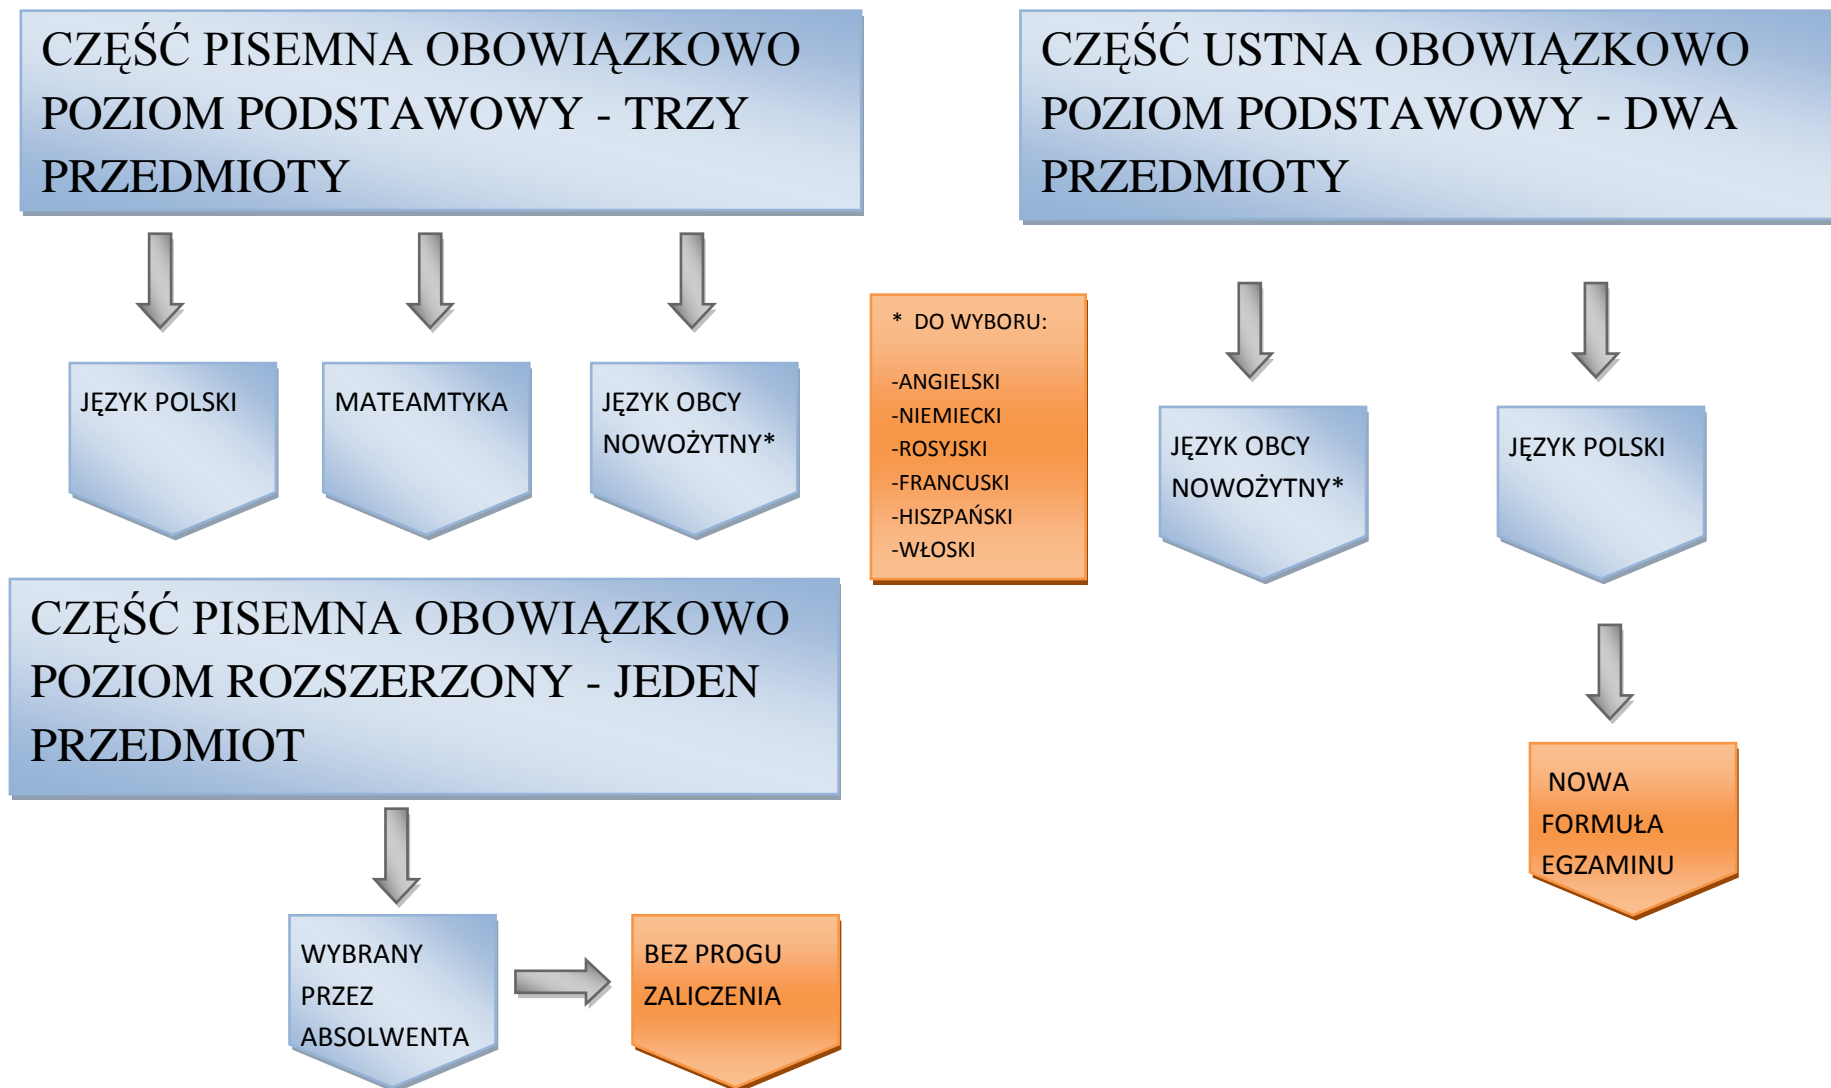 CZĘŚĆ PISEMNA OBOWIĄZKOWO
POZIOM PODSTAWOWY - TRZY
PRZEDMIOTY
CZĘŚĆ USTNA OBOWIĄZKOWO
POZIOM PODSTAWOWY - DWA
PRZEDMIOTY
JĘZYK POLSKI
MATEAMTYKA
JĘZYK OBCY
NOWOŻYTNY*
* DO WYBORU:
-ANGIELSKI
-NIEMIECKI
-ROSYJSKI
-FRANCUSKI
-HISZPAŃSKI
-WŁOSKI
JĘZYK OBCY
NOWOŻYTNY*
JĘZYK POLSKI
CZĘŚĆ PISEMNA OBOWIĄZKOWO
POZIOM ROZSZERZONY - JEDEN
PRZEDMIOT
NOWA
FORMUŁA
EGZAMINU
WYBRANY
PRZEZ
ABSOLWENTA
BEZ PROGU
ZALICZENIA